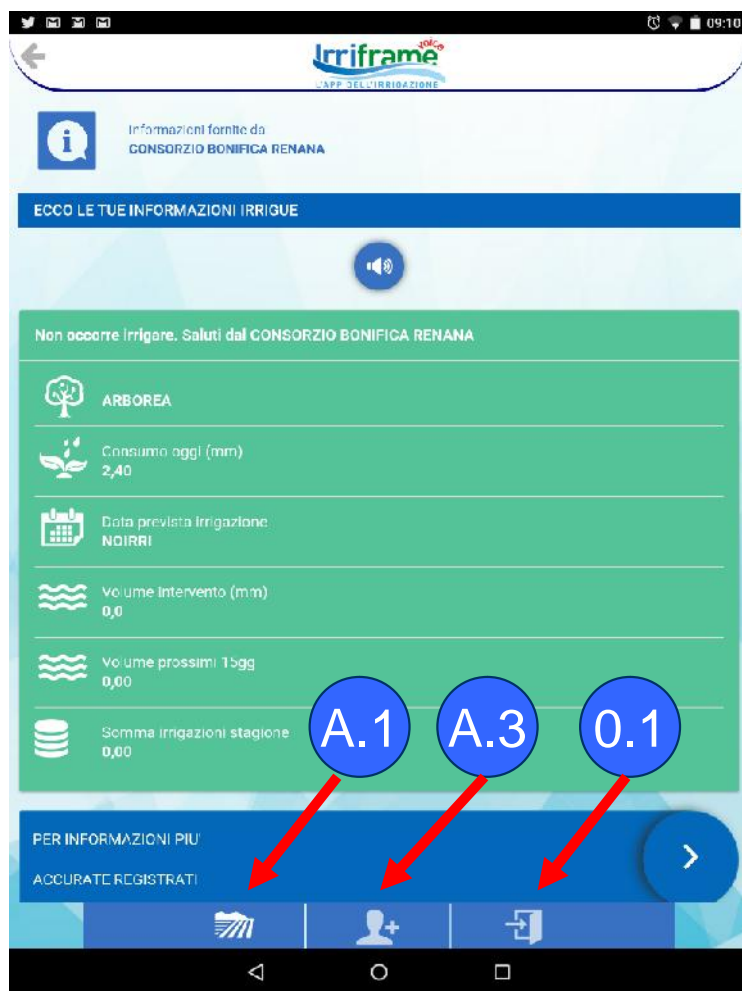 09:10
Irriframe voice
L'APP DELL'IRRIGAZIONE
Informazioni fornite da
CONSORZIO BONIFICA RENANA
ECCO LE TUE INFORMAZIONI IRRIGUE
Non occorre irrigare. Saluti dal CONSORZIO BONIFICA RENANA
ARBOREA
Consumo oggi (mm)
2,40
Data prevista irrigazione
NOIRRI
Volume intervento (mm)
0,0
Volume prossimi 15gg
0,00
Somma irrigazioni stagione
0,00
A.1
A.3
0.1
PER INFORMAZIONI PIU'
ACCURATE REGISTRATI